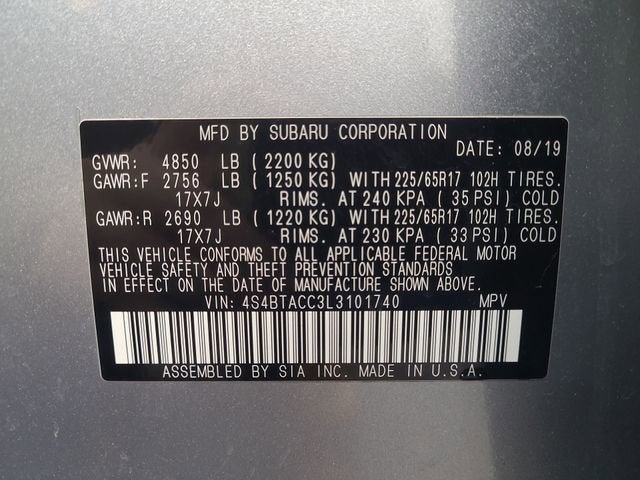 MFD BY SUBARU CORPORATION
DATE: 08/19
GVWR: 4850 LB (2200 KG)
GAWR:F 2756 LB (1250 KG) WITH 225/65R17 102H TIRES.
17X7J RIMS. AT 240 KPA (35 PSI) COLD
GAWR:R 2690 LB (1220 KG) WITH 225/65R17 102H TIRES.
17X7J RIMS. AT 230 KPA (33 PSI) COLD
THIS VEHICLE CONFORMS TO ALL APPLICABLE FEDERAL MOTOR
VEHICLE SAFETY AND THEFT PREVENTION STANDARDS
IN EFFECT ON THE DATE OF MANUFACTURE SHOWN ABOVE.
VIN: 4S4BTACC3L3101740 MPV
ASSEMBLED BY SIA INC. MADE IN U.S.A.